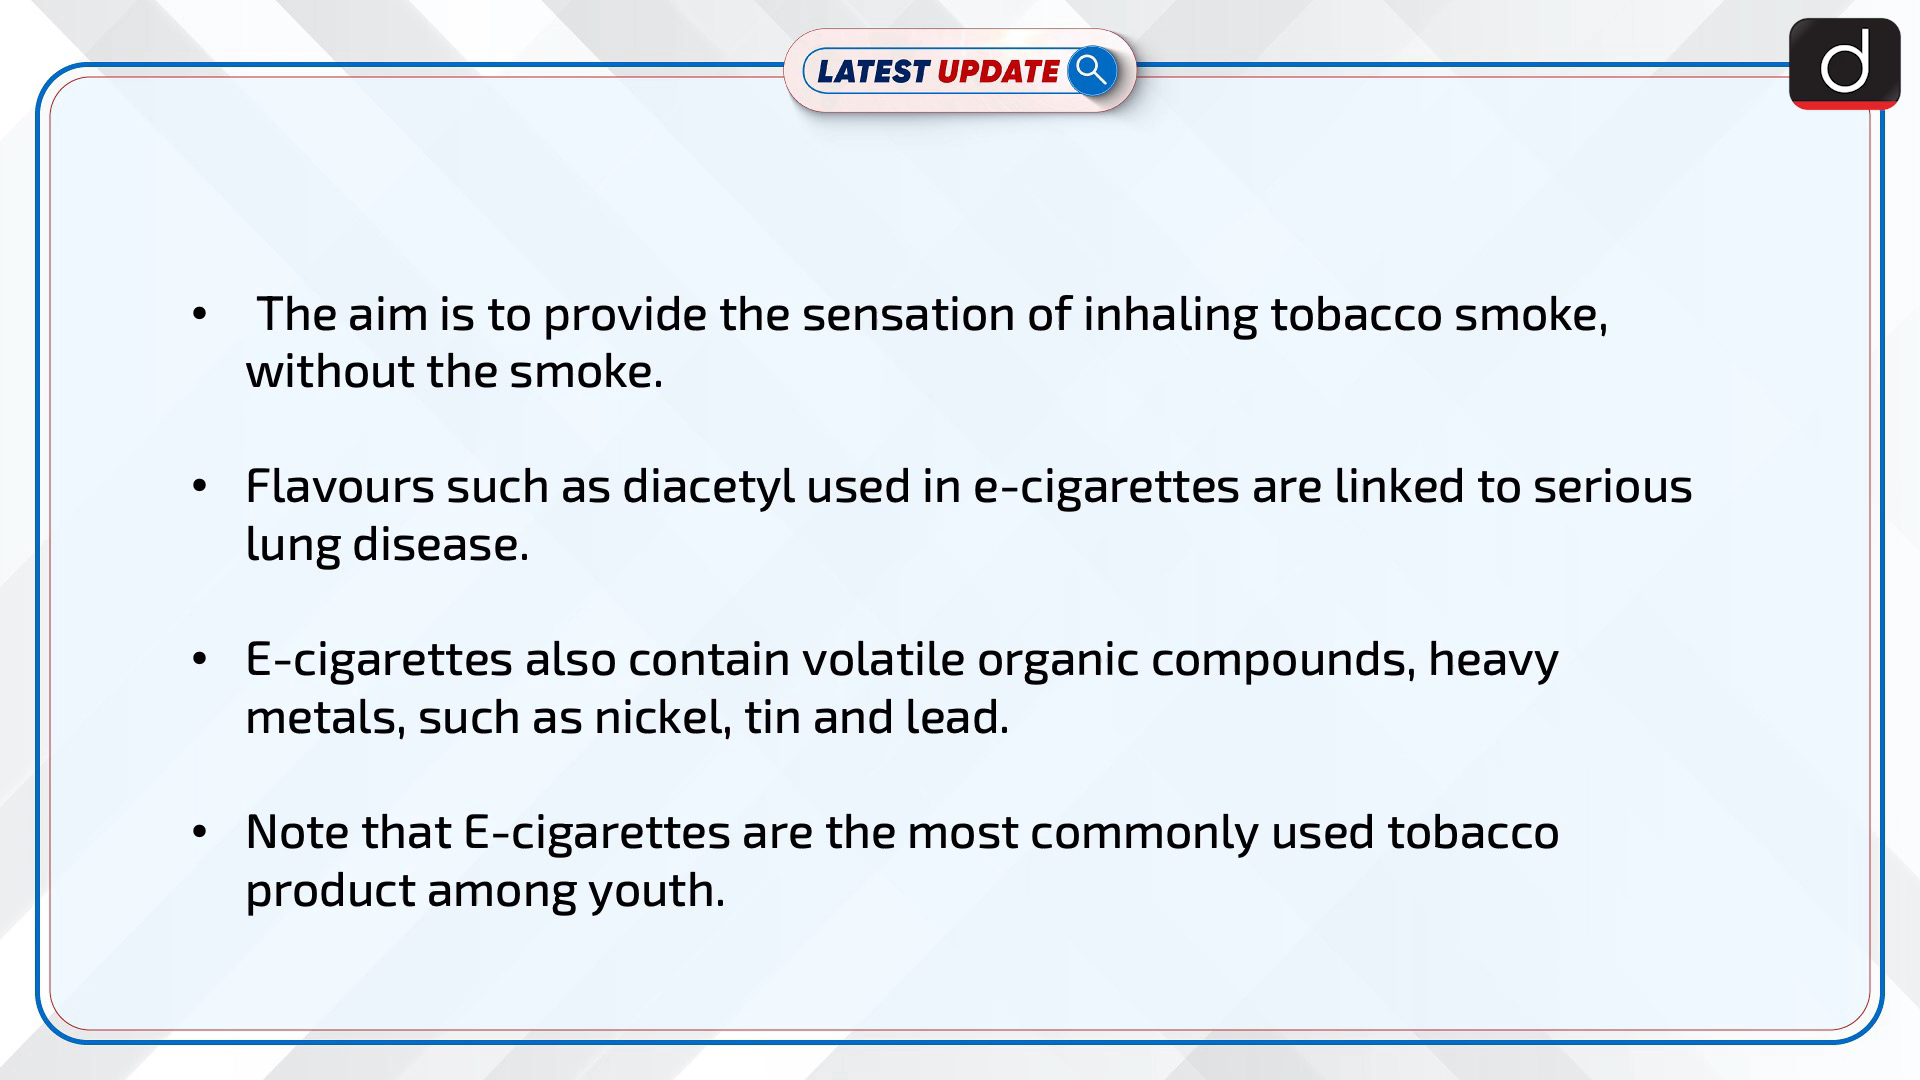 LATEST UPDATE
d
• The aim is to provide the sensation of inhaling tobacco smoke,
without the smoke.
• Flavours such as diacetyl used in e-cigarettes are linked to serious
lung disease.
• E-cigarettes also contain volatile organic compounds, heavy
metals, such as nickel, tin and lead.
• Note that E-cigarettes are the most commonly used tobacco
product among youth.